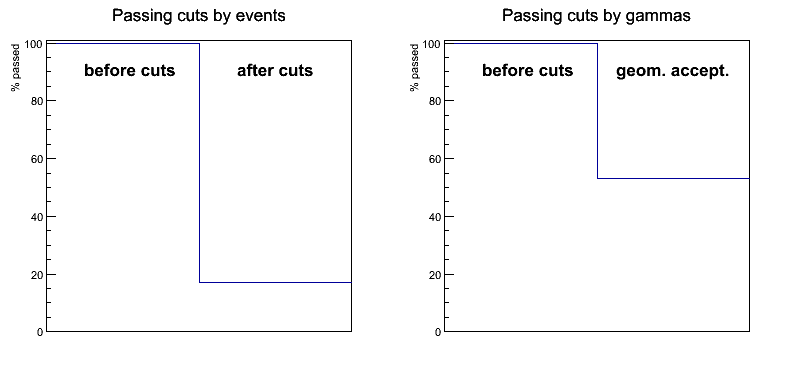 Passing cuts by events
% passed
100
80
60
40
20
0
before cuts
after cuts
Passing cuts by gammas
% passed
100
80
60
40
20
0
before cuts
geom. accept.